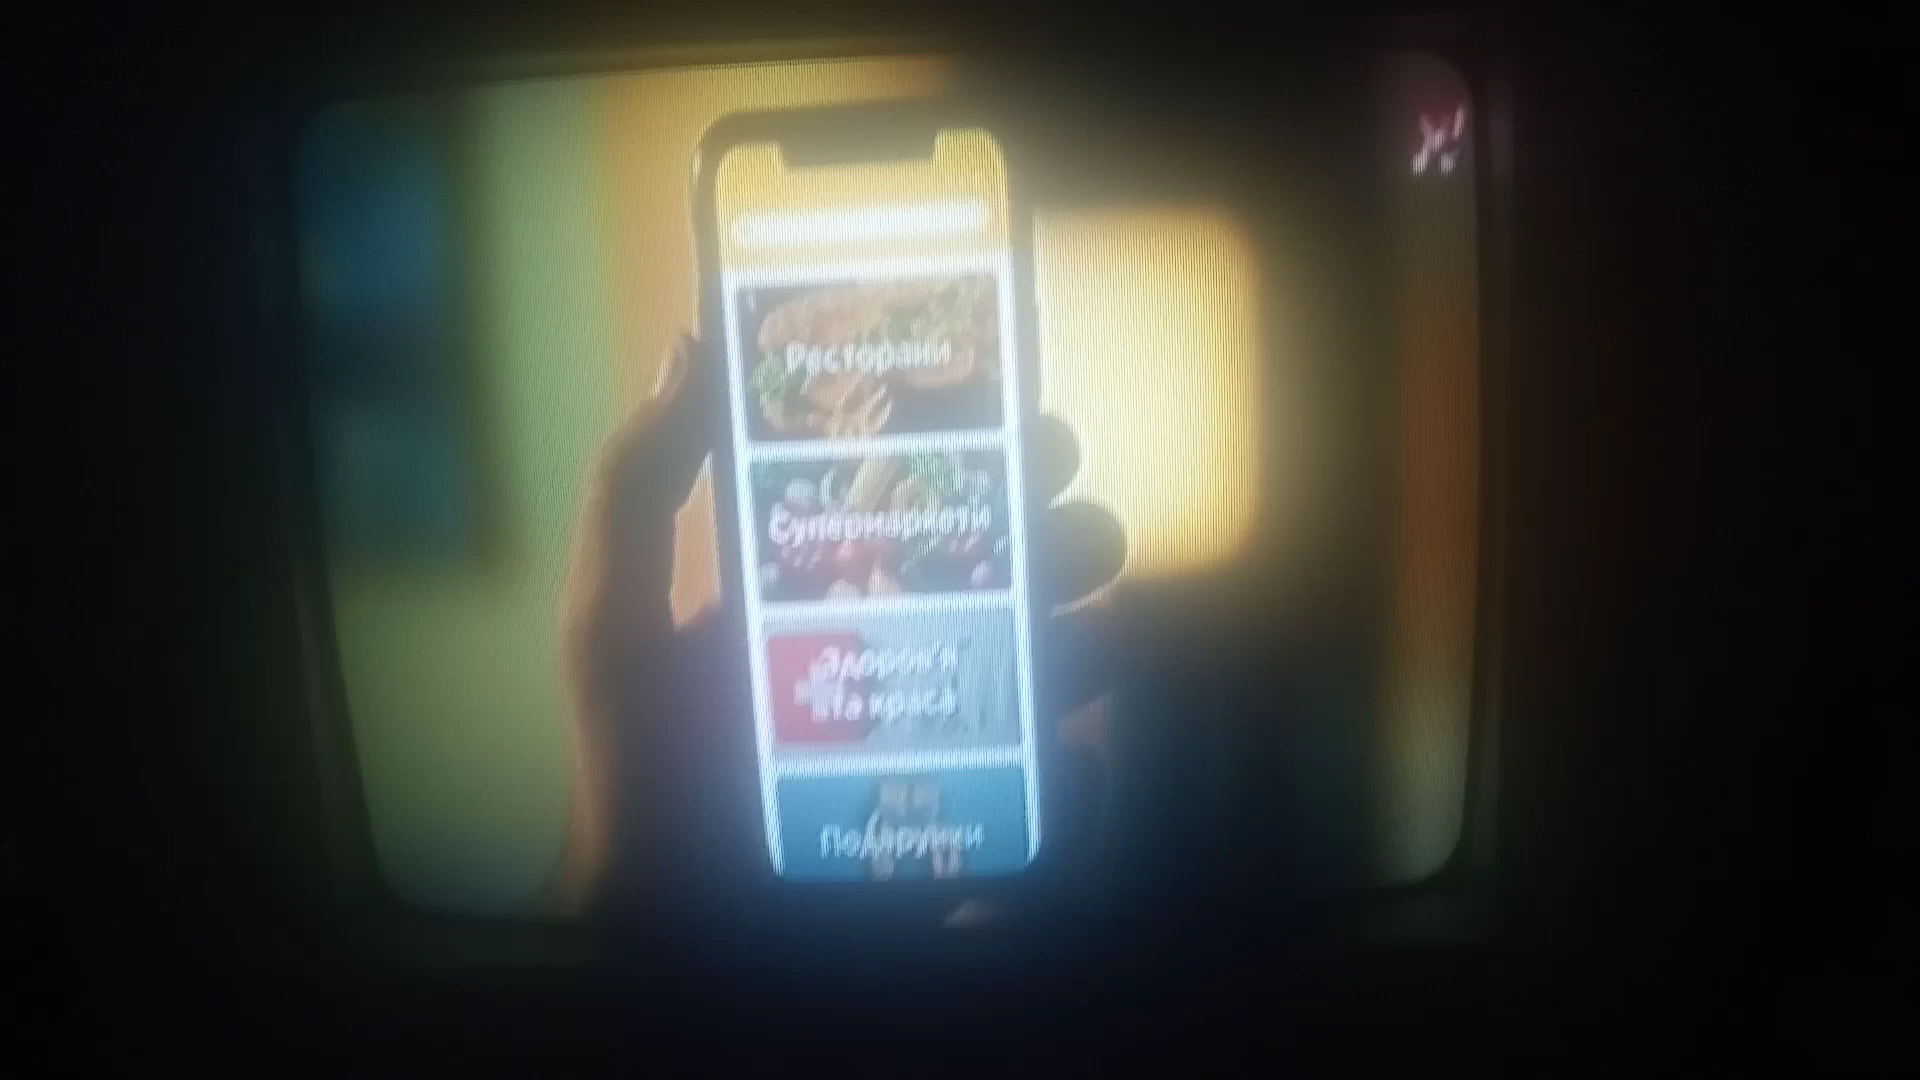 Ресторани
Супермаркети
Здоров'я
та краса
Подарунки